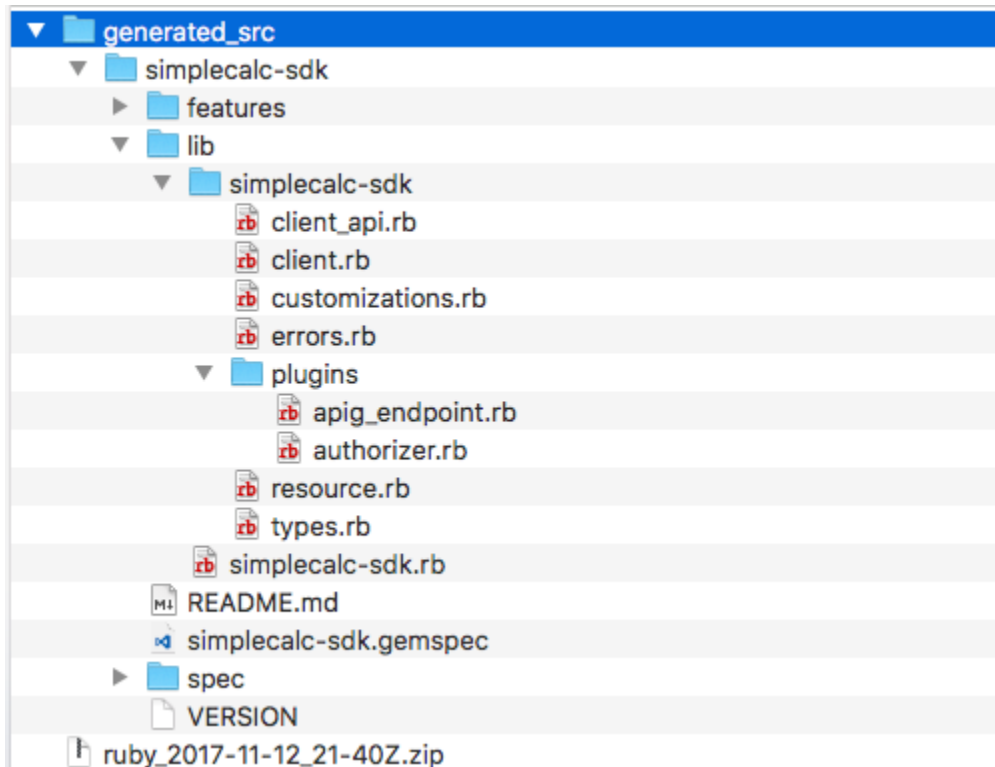 generated_src
simplecalc-sdk
features
lib
simplecalc-sdk
client_api.rb
client.rb
customizations.rb
errors.rb
plugins
apig_endpoint.rb
authorizer.rb
resource.rb
types.rb
simplecalc-sdk.rb
README.md
simplecalc-sdk.gemspec
spec
VERSION
ruby_2017-11-12_21-40Z.zip